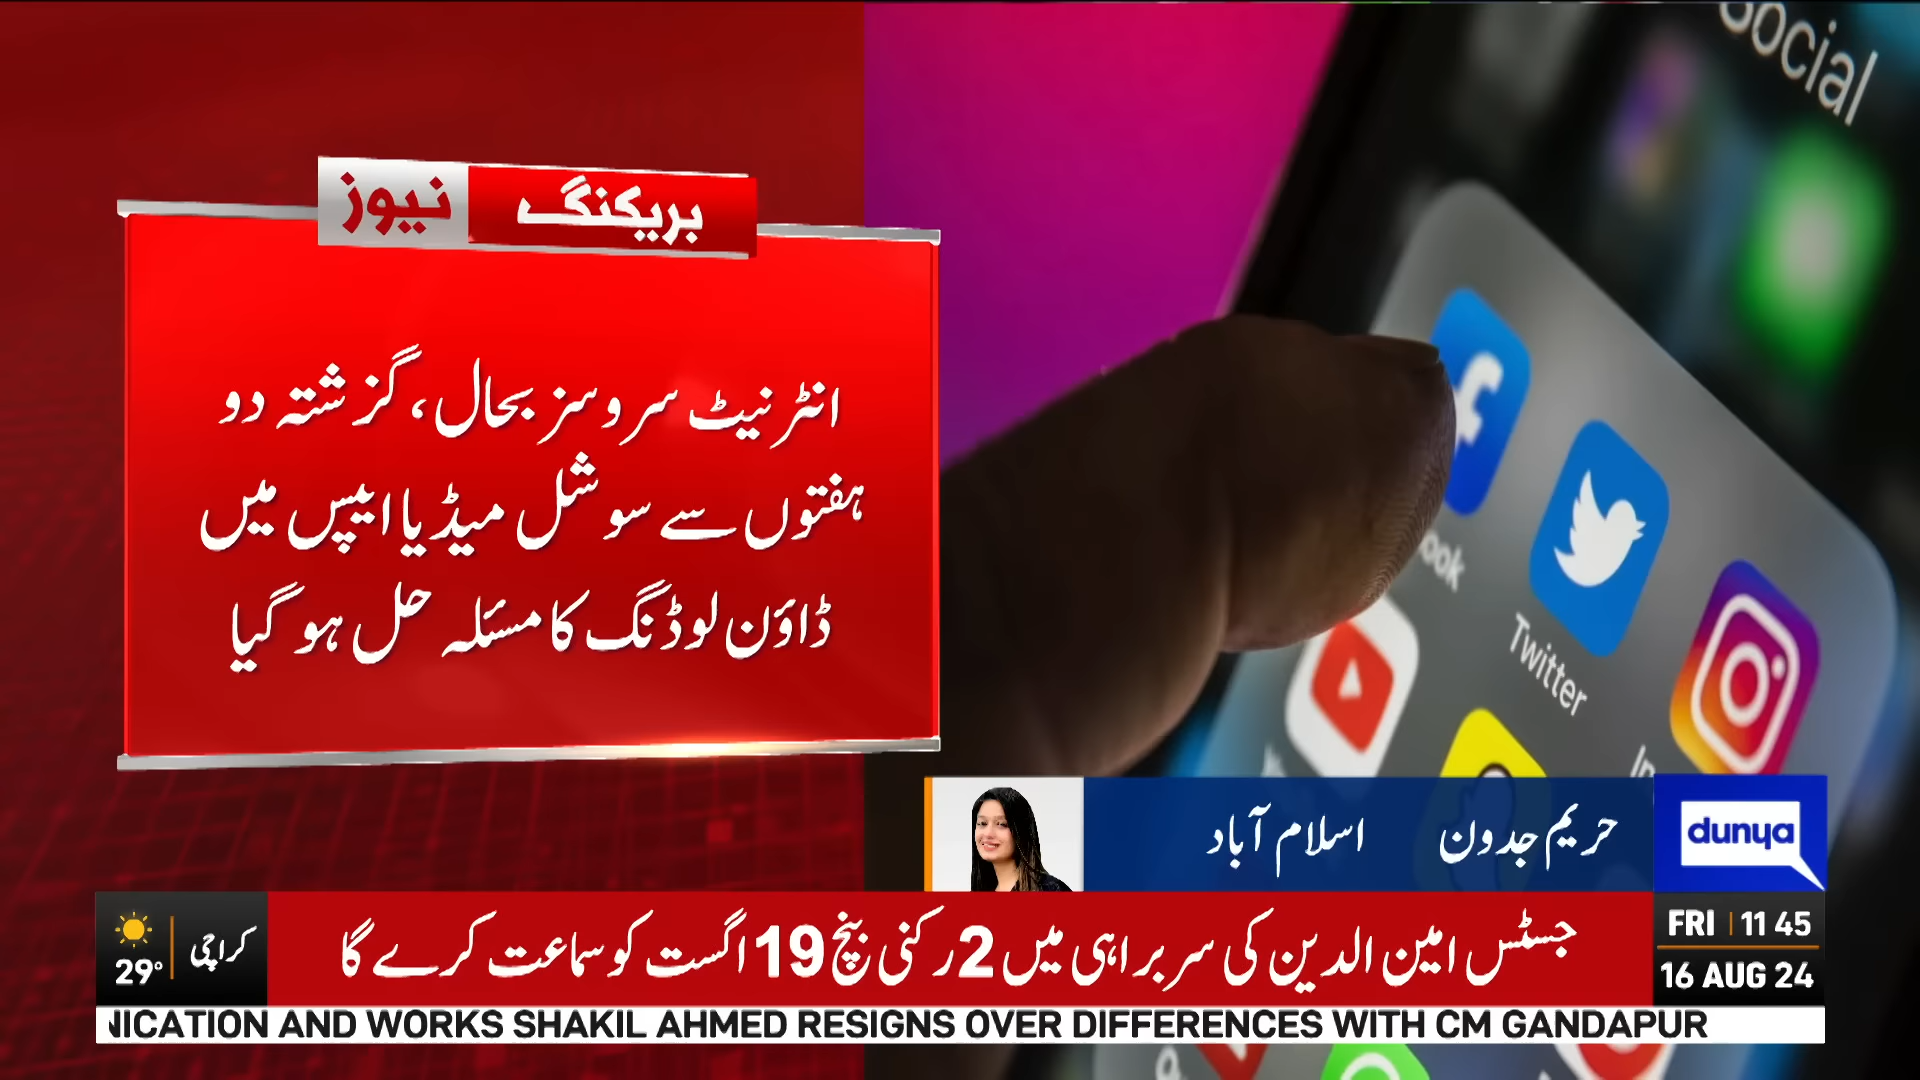 Social
بریکنگ نیوز
انٹرنیٹ سروسز بحال، گزشتہ دو
ہفتوں سے سوشل میڈیا ایپس میں
ڈاؤن لوڈنگ کا مسئلہ حل ہو گیا
ook
Twitter
In
حریم جدون اسلام آباد
dunya
جسٹس امین الدین کی سربراہی میں 2 رکنی بنچ 19 اگست کو سماعت کرے گا
کراچی
29°
FRI 11 45
16 AUG 24
NICATION AND WORKS SHAKIL AHMED RESIGNS OVER DIFFERENCES WITH CM GANDAPUR